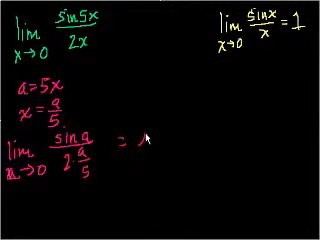 lim x→0 sin5x / 2x
lim x→0 sinx / x = 1
a = 5x
x = a / 5
lim a→0 sina / 2·a/5 =